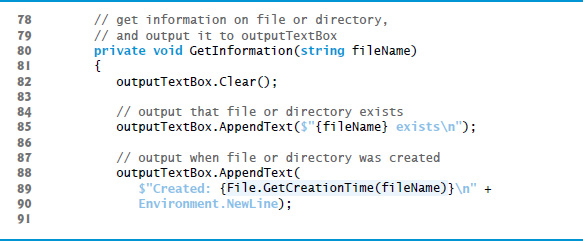 78 // get information on file or directory,
79 // and output it to outputTextBox
80 private void GetInformation(string fileName)
81 {
82 outputTextBox.Clear();
83
84 // output that file or directory exists
85 outputTextBox.AppendText($"{fileName} exists\n");
86
87 // output when file or directory was created
88 outputTextBox.AppendText(
89 $"Created: {File.GetCreationTime(fileName)}\n" +
90 Environment.NewLine);
91